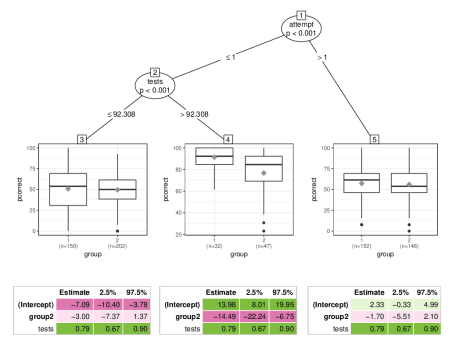 1
attempt
p < 0.001
≤ 1
> 1
2
tests
p < 0.001
≤ 92.308
> 92.308
3
4
5
pcorrect
100
75
50
25
0
1
(n=150)
2
(n=202)
group
pcorrect
100
80
60
40
20
1
(n=32)
2
(n=47)
group
pcorrect
100
75
50
25
0
1
(n=152)
2
(n=146)
group
Estimate 2.5% 97.5%
(Intercept) −7.09 −10.40 −3.78
group2 −3.00 −7.37 1.37
tests 0.79 0.67 0.90
Estimate 2.5% 97.5%
(Intercept) 13.98 8.01 19.95
group2 −14.49 −22.24 −6.75
tests 0.79 0.67 0.90
Estimate 2.5% 97.5%
(Intercept) 2.33 −0.33 4.99
group2 −1.70 −5.51 2.10
tests 0.79 0.67 0.90